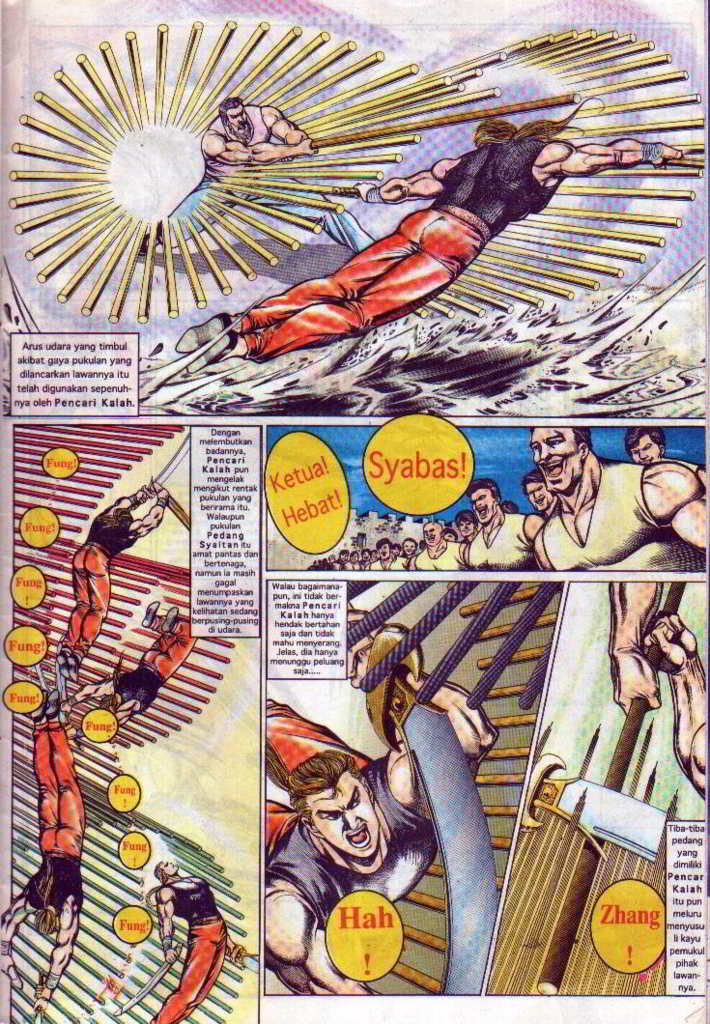 Arus udara yang timbul
akibat gaya pukulan yang
dilancarkan lawannya itu
telah digunakan sepenuh-
nya oleh Pencari Kalah.
Fung!
Fung!
Fung
!
Fung!
Fung!
Fung!
Fung
!
Fung
!
Fung!
Dengan
melembutkan
badannya,
Pencari
Kalah pun
mengelak
mengikut rentak
pukulan yang
berirama itu.
Walaupun
pukulan
Pedang
Syaitan itu
amat pantas dan
bertenaga,
namun ia masih
gagal
menumpaskan
lawannya yang
kelihatan sedang
berpusing-pusing
di udara.
Ketua!
Hebat!
Syabas!
Walau bagaimana-
pun, ini tidak ber-
makna Pencari
Kalah hanya
hendak bertahan
saja dan tidak
mahu menyerang.
Jelas, dia hanya
menunggu peluang
saja.....
Hah
!
Zhang
!
Tiba-tiba
pedang
yang
dimiliki
Pencar
Kalah
itu pun
meluru
menyusu
li kayu
pemukul
pihak
lawan-
nya.